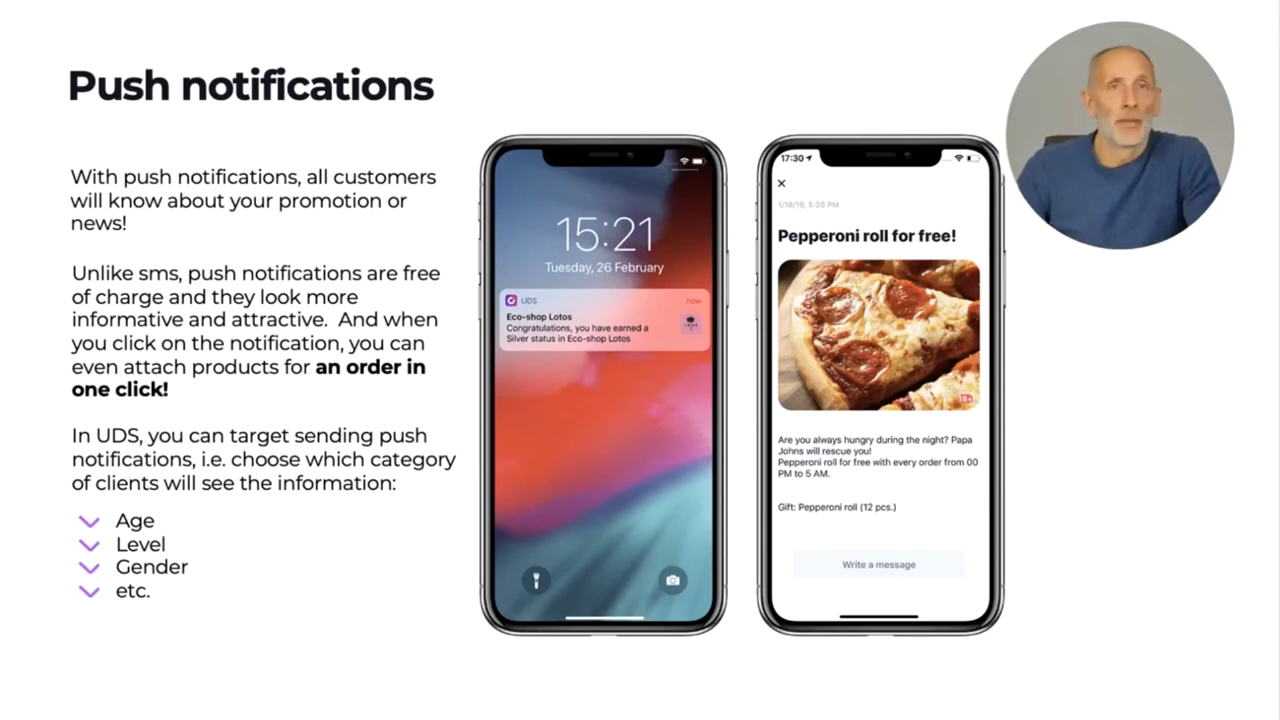 Push notifications
With push notifications, all customers
will know about your promotion or
news!
Unlike sms, push notifications are free
of charge and they look more
informative and attractive.  And when
you click on the notification, you can
even attach products for an order in
one click!
In UDS, you can target sending push
notifications, i.e. choose which category
of clients will see the information:
Age
Level
Gender
etc.
15:21
Tuesday, 26 February
UDS
now
Eco-shop Lotos
Congratulations, you have earned a
Silver status in Eco-shop Lotos
17:30
1/18/19, 5:28 PM
Pepperoni roll for free!
18+
Are you always hungry during the night? Papa
Johns will rescue you!
Pepperoni roll for free with every order from 00
PM to 5 AM.
Gift: Pepperoni roll (12 pcs.)
Write a message